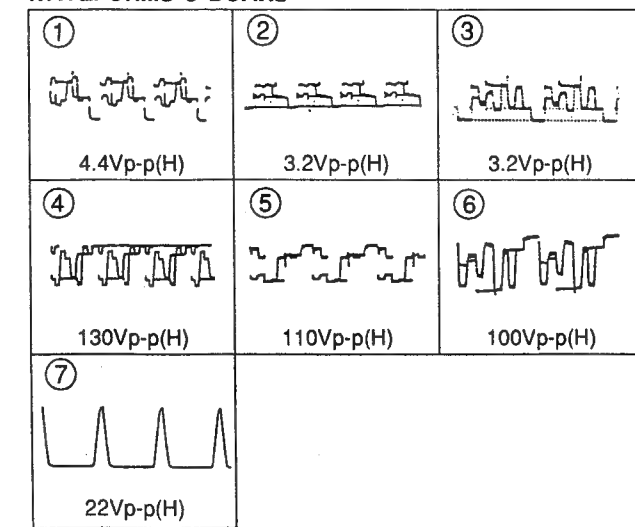 ① ② ③
4.4Vp-p(H) 3.2Vp-p(H) 3.2Vp-p(H)
④ ⑤ ⑥
130Vp-p(H) 110Vp-p(H) 100Vp-p(H)
⑦
22Vp-p(H)